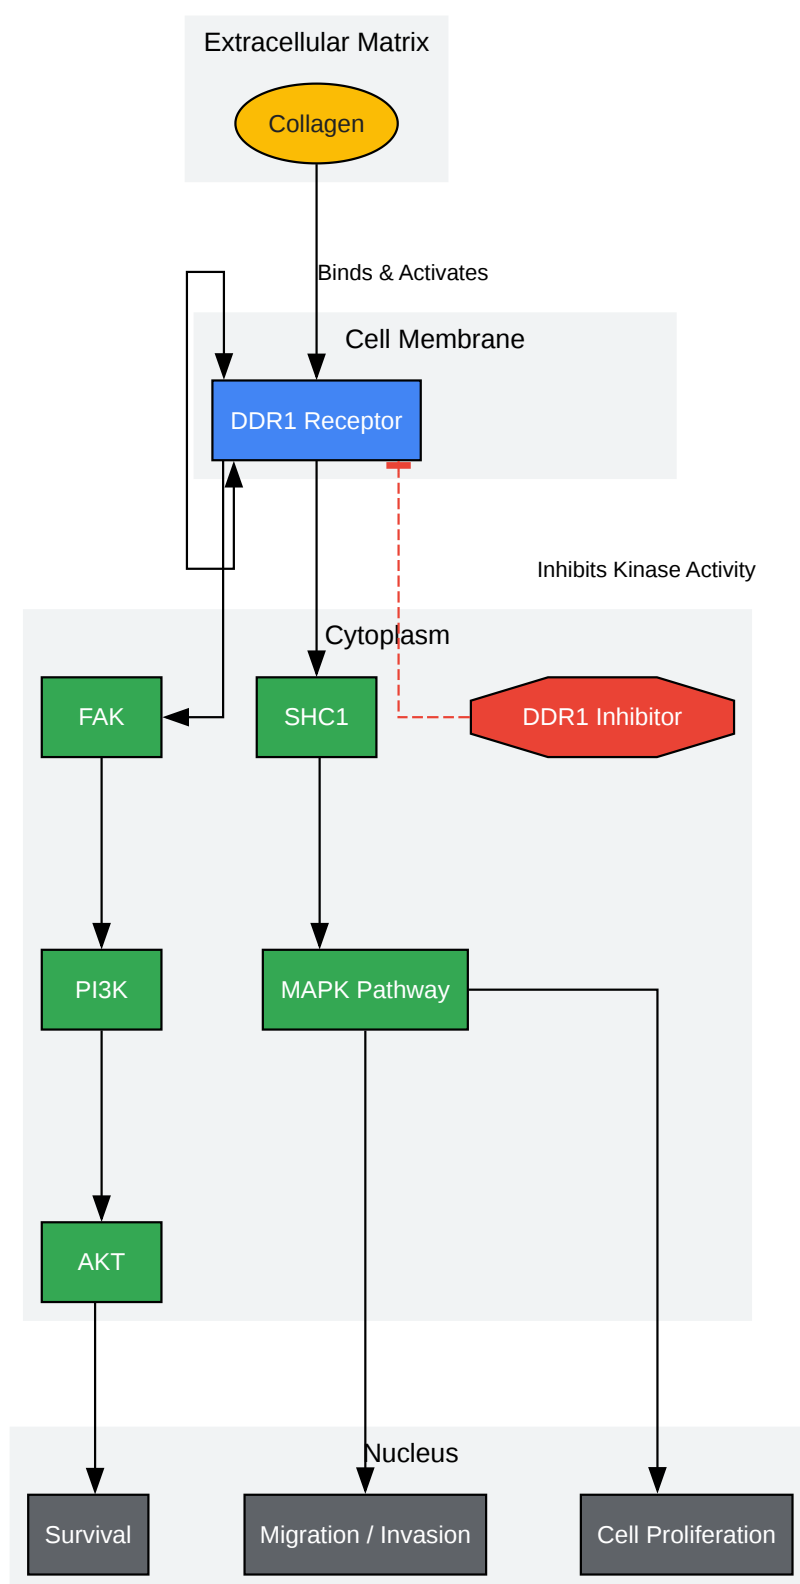 Extracellular Matrix
Collagen
Binds & Activates
Cell Membrane
DDR1 Receptor
Inhibits Kinase Activity
Cytoplasm
FAK
SHC1
DDR1 Inhibitor
PI3K
MAPK Pathway
AKT
Nucleus
Survival
Migration / Invasion
Cell Proliferation